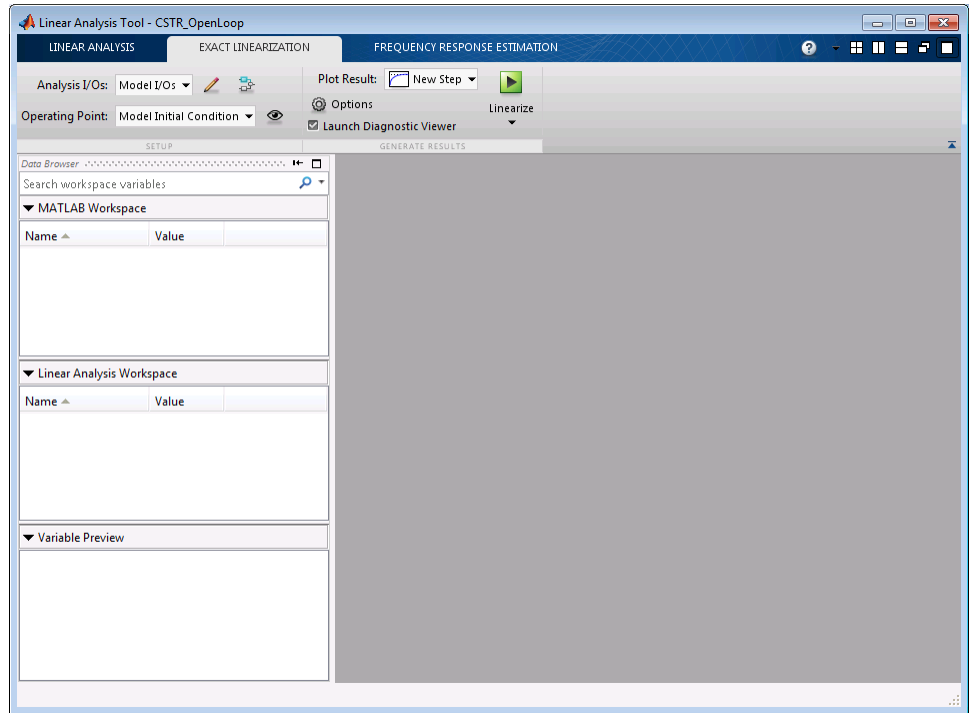 Linear Analysis Tool - CSTR_OpenLoop
LINEAR ANALYSIS EXACT LINEARIZATION FREQUENCY RESPONSE ESTIMATION
Analysis I/Os: Model I/Os
Operating Point: Model Initial Condition
SETUP
Plot Result: New Step
Options
Launch Diagnostic Viewer
Linearize
GENERATE RESULTS
Data Browser
Search workspace variables
MATLAB Workspace
Name Value
Linear Analysis Workspace
Name Value
Variable Preview